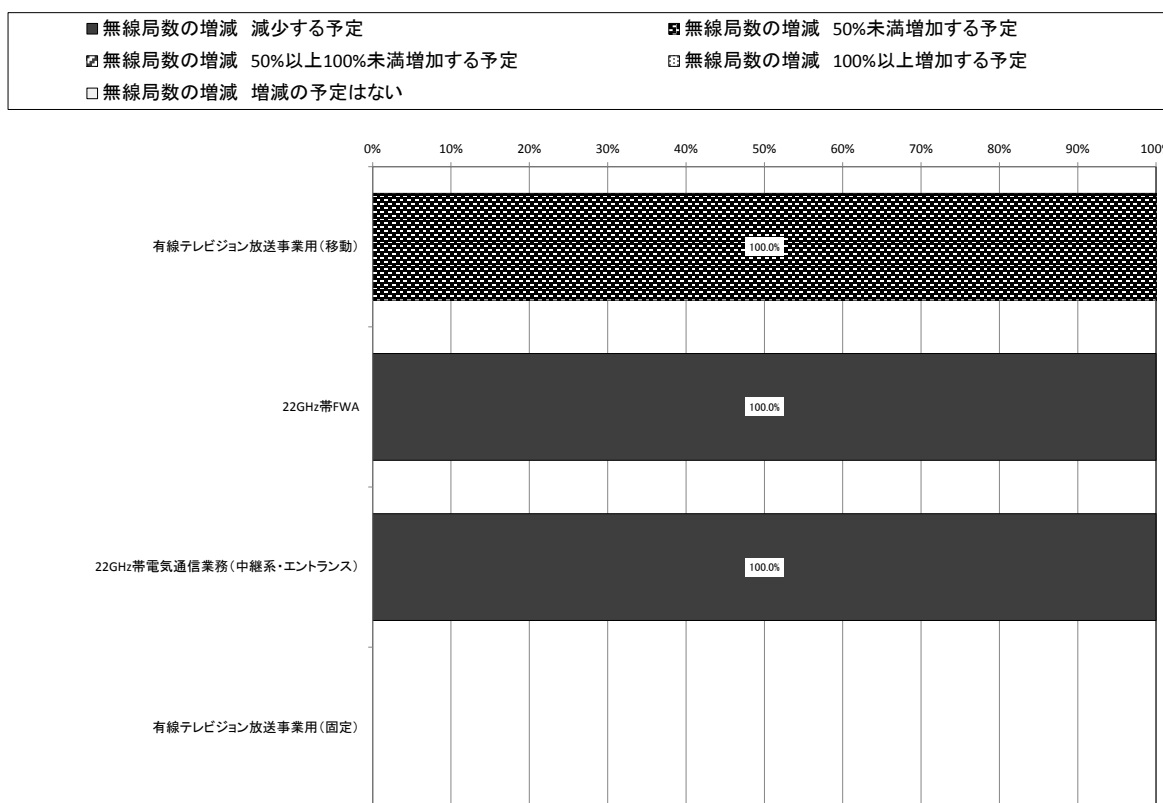 無線局数の増減 減少する予定
無線局数の増減 50%未満増加する予定
無線局数の増減 50%以上100%未満増加する予定
無線局数の増減 100%以上増加する予定
無線局数の増減 増減の予定はない
0% 10% 20% 30% 40% 50% 60% 70% 80% 90% 100%
有線テレビジョン放送事業用(移動)
100.0%
22GHz帯FWA
100.0%
22GHz帯電気通信業務(中継系・エントランス)
100.0%
有線テレビジョン放送事業用(固定)